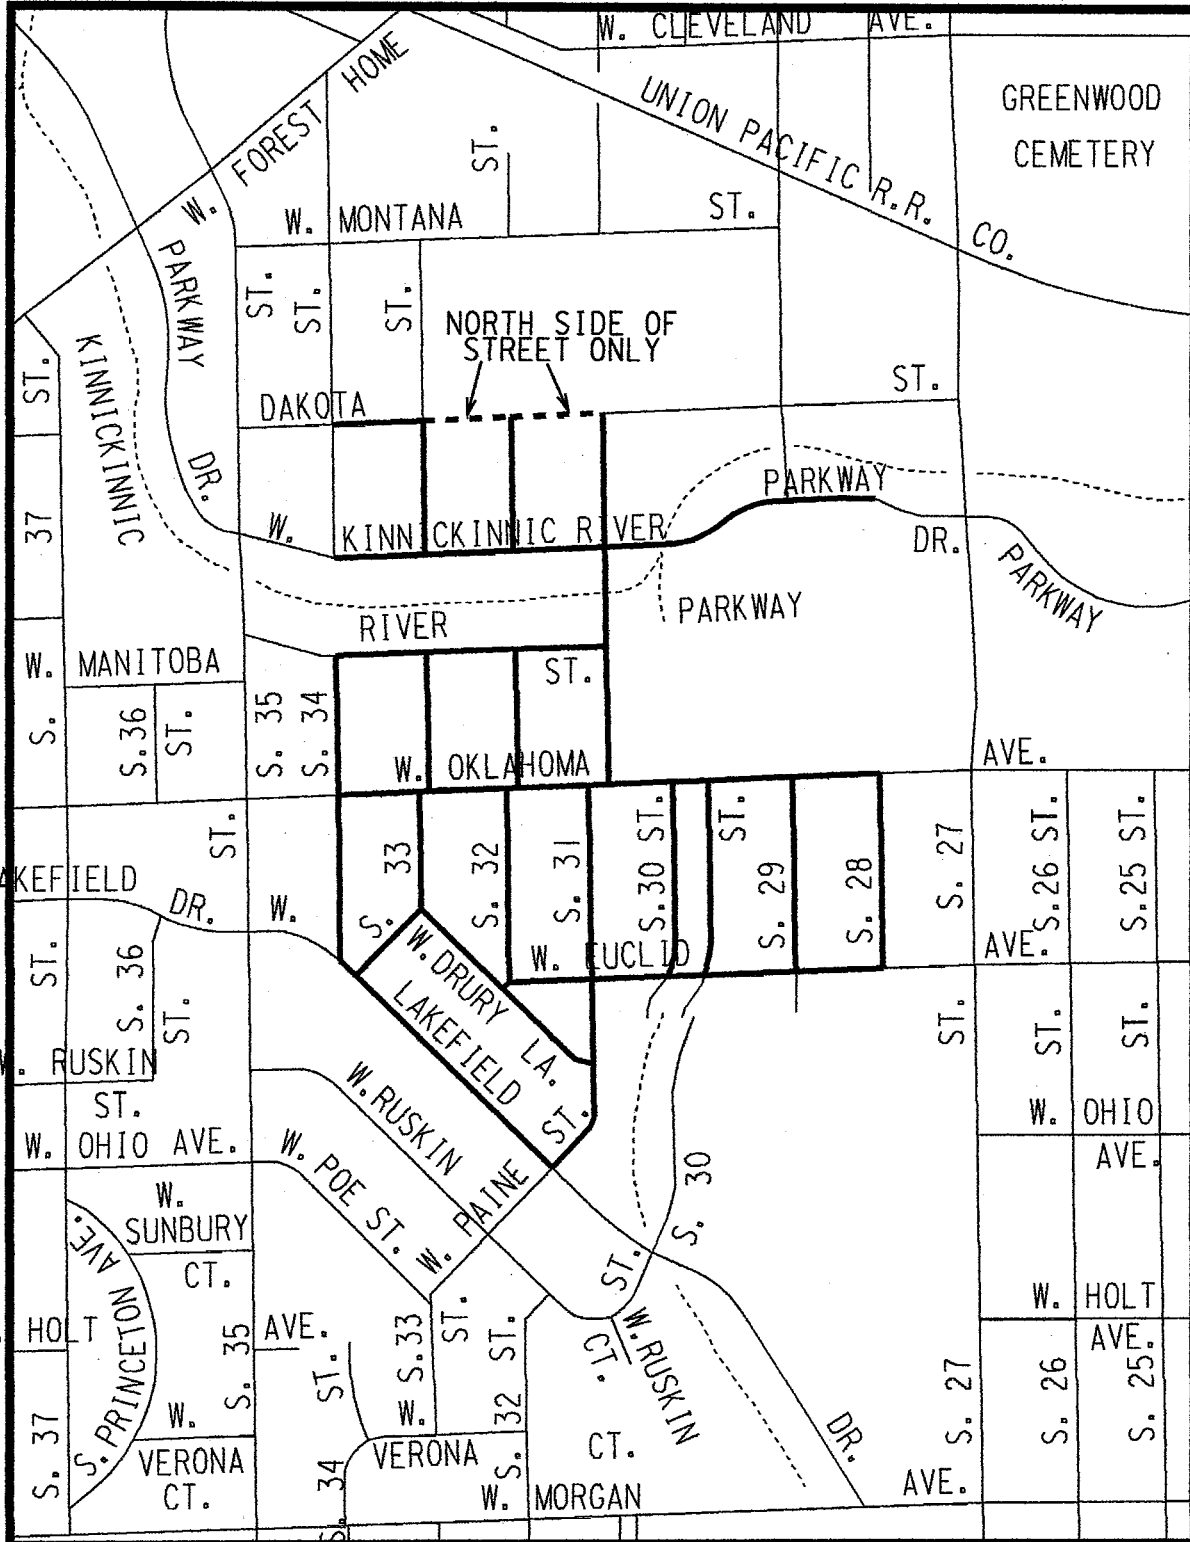 W. CLEVELAND AVE.
W. FOREST HOME
UNION PACIFIC R.R. CO.
GREENWOOD
CEMETERY
ST.
W. MONTANA ST.
PARKWAY
DR.
ST.
ST.
ST.
NORTH SIDE OF
STREET ONLY
ST.
KINNICKINNIC
DAKOTA ST.
37
W. KINNICKINNIC RIVER PARKWAY
DR.
PARKWAY
RIVER
PARKWAY
W. MANITOBA
ST.
S.
S. 36
ST.
S. 35
S. 34
W. OKLAHOMA AVE.
ST.
S. 33
S. 32
S. 31
S. 30 ST.
ST.
S. 29
S. 28
S. 27
S. 26 ST.
S. 25 ST.
AKEFIELD
DR. W.
W. EUCLID AVE.
ST.
S. 36
ST.
W. DRURY
LA.
LAKEFIELD
ST.
ST.
ST.
ST.
. RUSKIN
ST.
W. RUSKIN
W. OHIO
AVE.
W. OHIO AVE.
W. POE ST.
W. PAINE
S. 30
ST.
W.
SUNBURY
CT.
S. PRINCETON AVE.
HOLT AVE.
W. HOLT
AVE.
S. 35
W. S. 33
ST.
ST.
ST.
CT.
W. RUSKIN
CT.
DR.
S. 37
W.
VERONA
CT.
S. 34
W.
VERONA
S. 32
W. MORGAN AVE.
S. 27
S. 26
S. 25